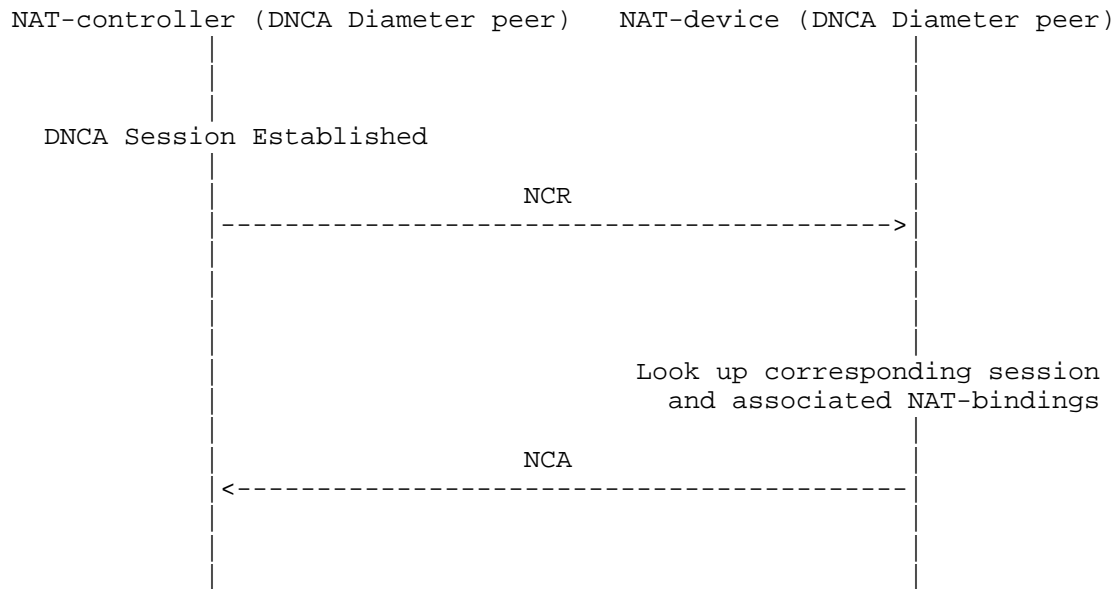 NAT-controller (DNCA Diameter peer)   NAT-device (DNCA Diameter peer)
DNCA Session Established
NCR
Look up corresponding session
and associated NAT-bindings
NCA